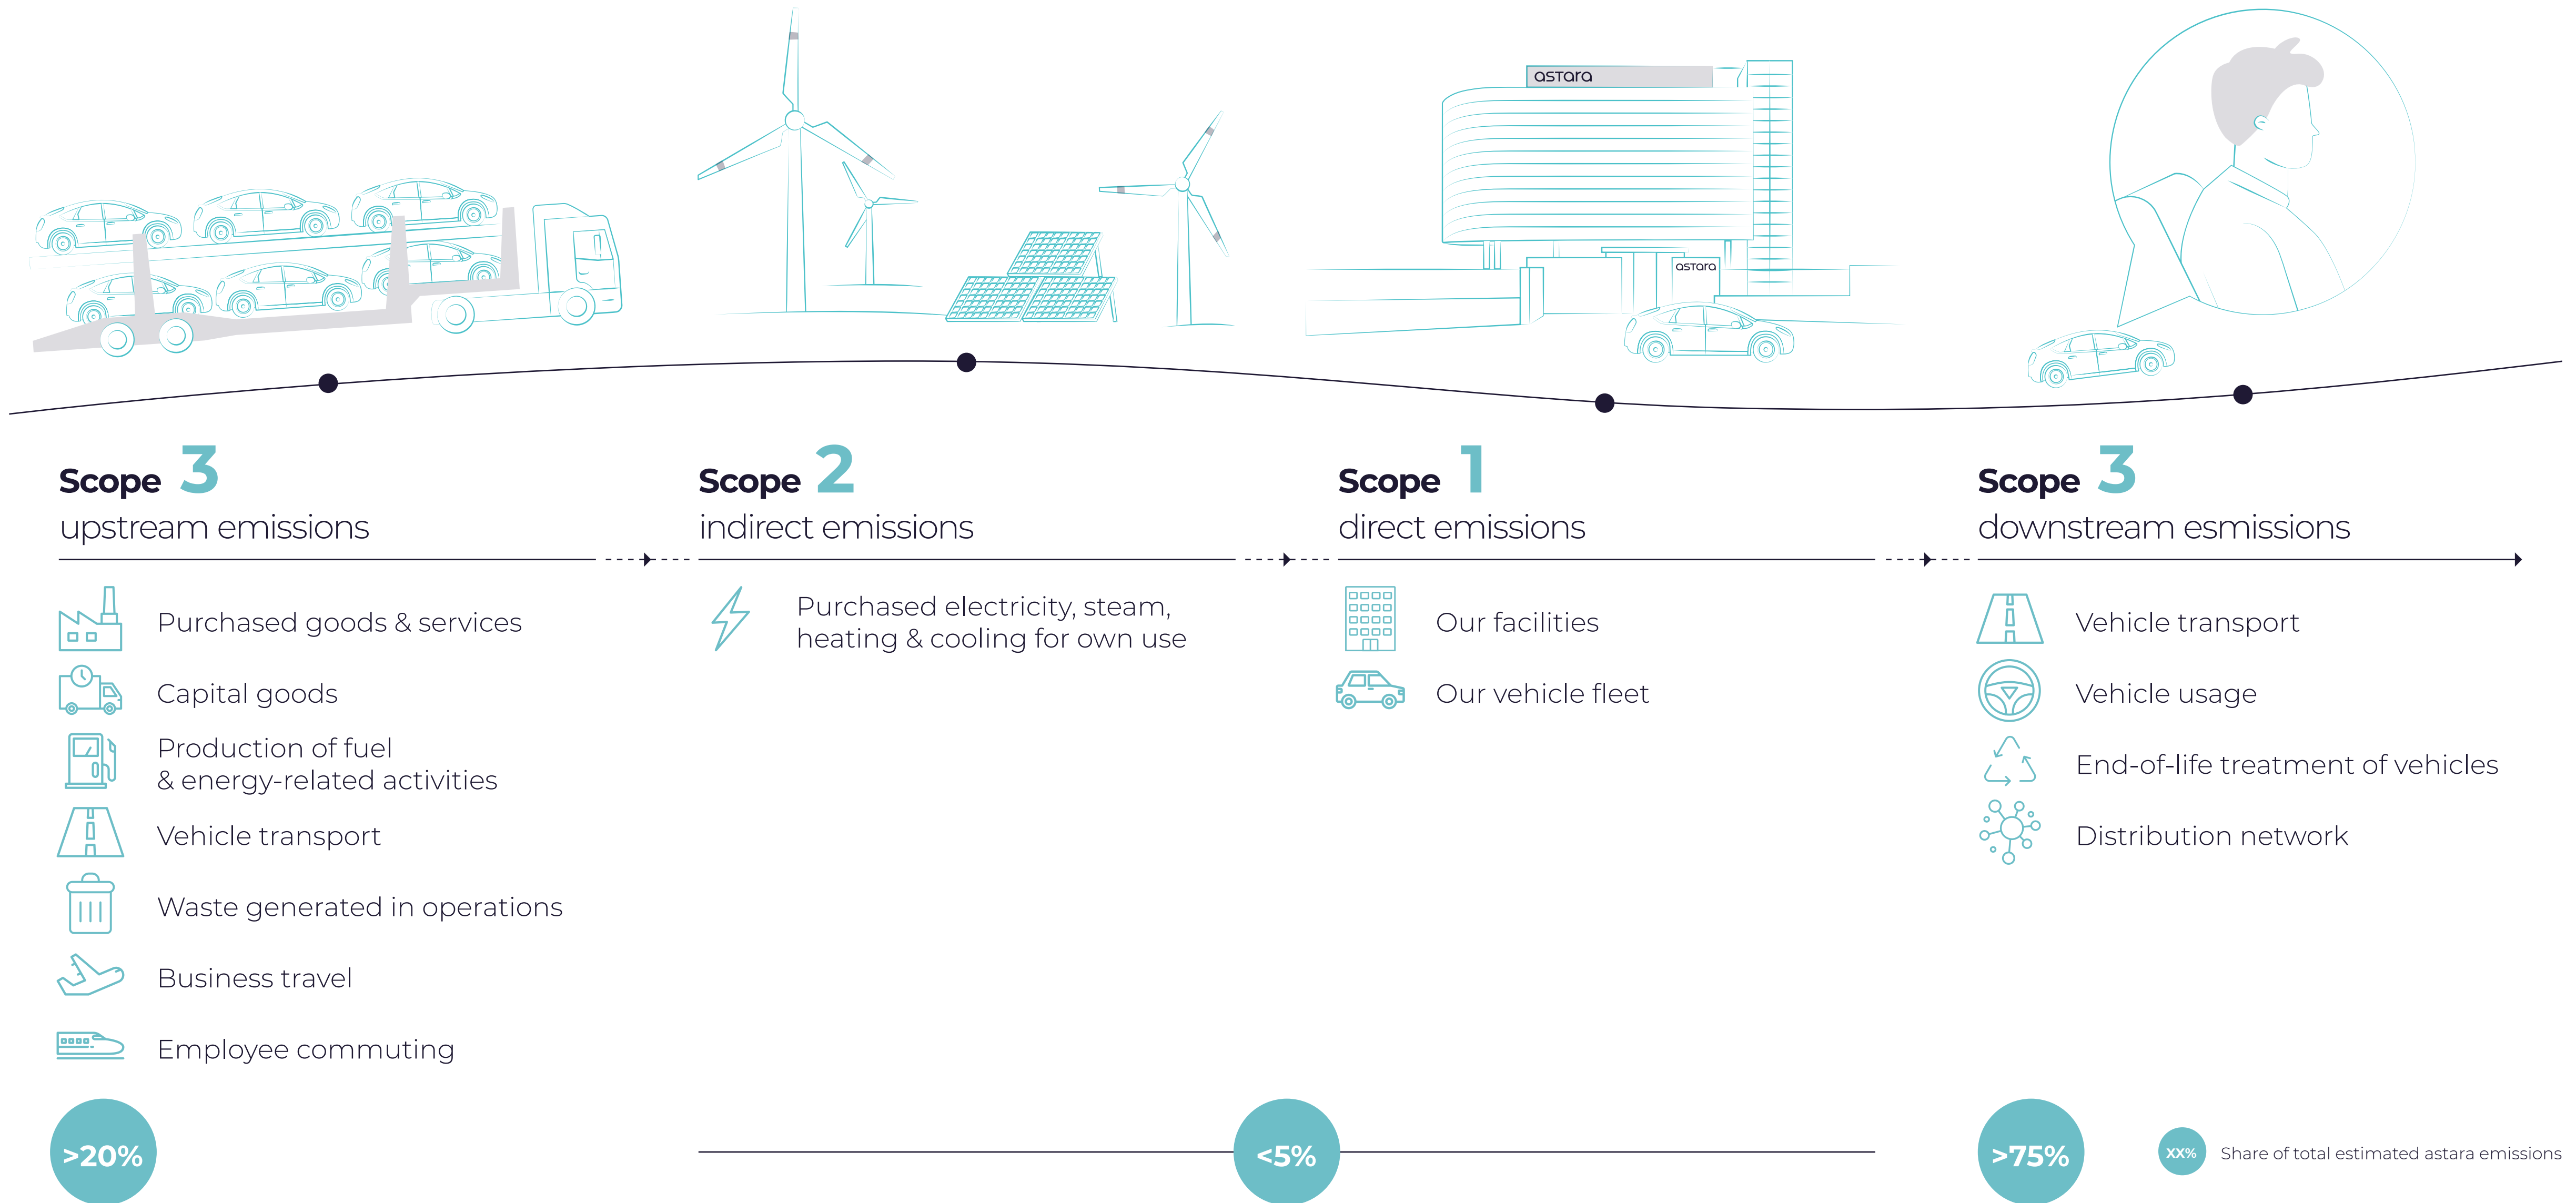 astara
astara
Scope 3
upstream emissions
Purchased goods & services
Capital goods
Production of fuel
& energy-related activities
Vehicle transport
Waste generated in operations
Business travel
Employee commuting
>20%
Scope 2
indirect emissions
Purchased electricity, steam,
heating & cooling for own use
Scope 1
direct emissions
Our facilities
Our vehicle fleet
<5%
Scope 3
downstream esmissions
Vehicle transport
Vehicle usage
End-of-life treatment of vehicles
Distribution network
>75%
XX% Share of total estimated astara emissions